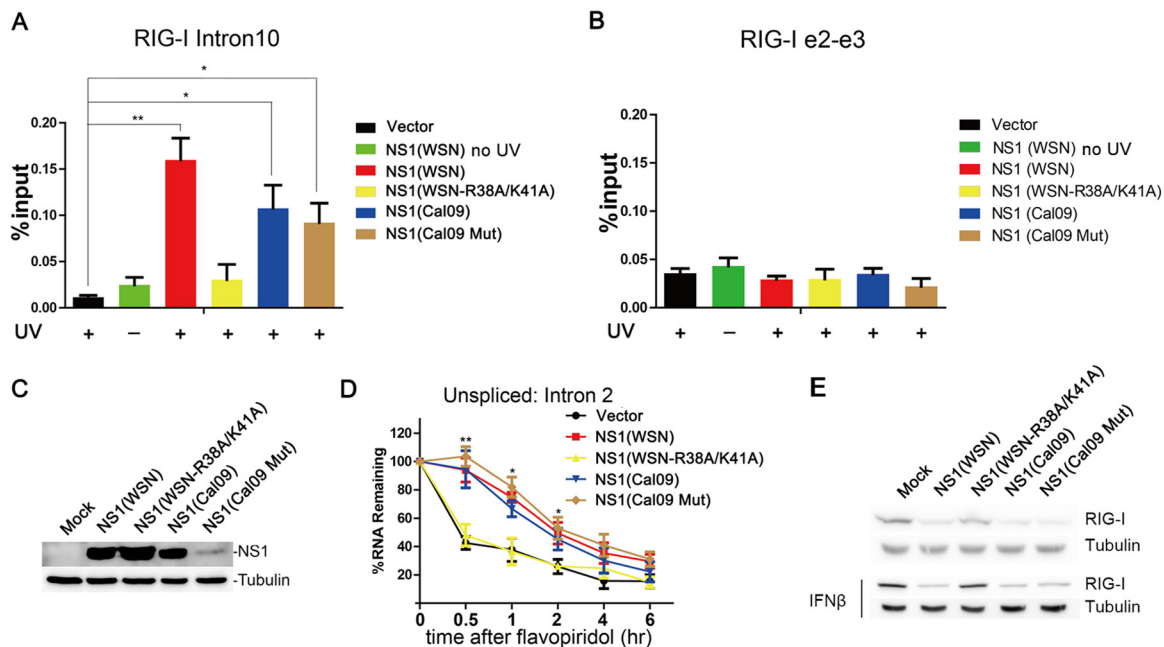 A
RIG-I Intron10
*
*
**
%input
0.20
0.15
0.10
0.05
0.00
UV + – + + + +
Vector
NS1(WSN) no UV
NS1(WSN)
NS1(WSN-R38A/K41A)
NS1(Cal09)
NS1(Cal09 Mut)
B
RIG-I e2-e3
%input
0.20
0.15
0.10
0.05
0.00
UV + – + + + +
Vector
NS1 (WSN) no UV
NS1 (WSN)
NS1 (WSN-R38A/K41A)
NS1 (Cal09)
NS1 (Cal09 Mut)
C
Mock
NS1(WSN)
NS1(WSN-R38A/K41A)
NS1(Cal09)
NS1(Cal09 Mut)
-NS1
-Tubulin
D
Unspliced: Intron 2
Vector
NS1(WSN)
NS1(WSN-R38A/K41A)
NS1(Cal09)
NS1(Cal09 Mut)
**
*
*
%RNA Remaining
120
100
80
60
40
20
0 0.5 1 2 4 6
time after flavopiridol (hr)
E
Mock
NS1(WSN)
NS1(WSN-R38A/K41A)
NS1(Cal09)
NS1(Cal09 Mut)
RIG-I
Tubulin
IFNβ
RIG-I
Tubulin